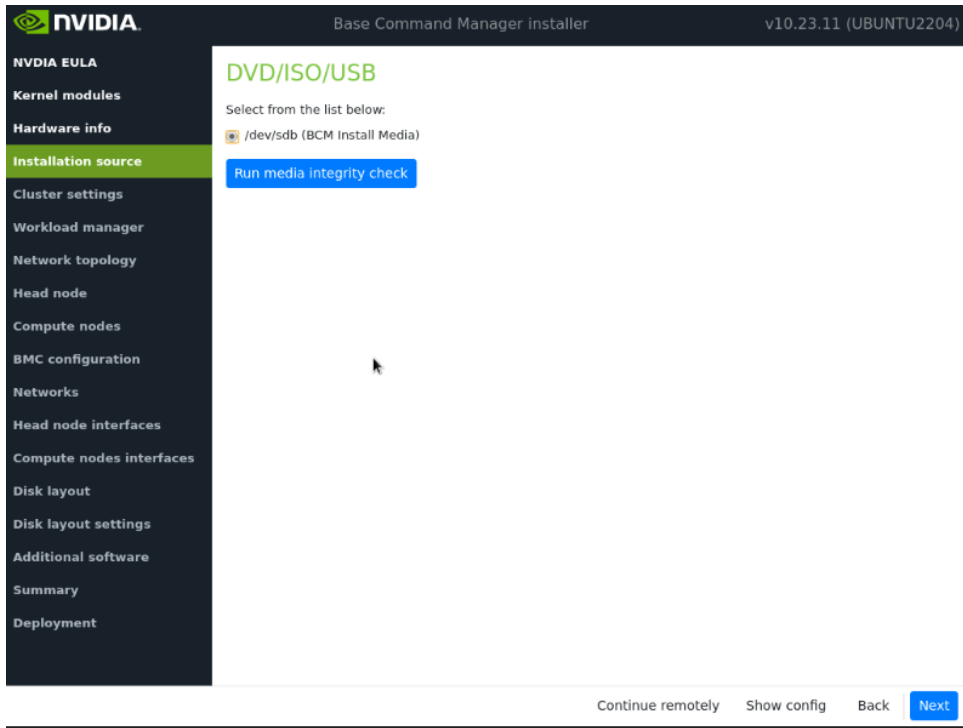 NVIDIA.
Base Command Manager installer
v10.23.11 (UBUNTU2204)
NVDIA EULA
Kernel modules
Hardware info
Installation source
Cluster settings
Workload manager
Network topology
Head node
Compute nodes
BMC configuration
Networks
Head node interfaces
Compute nodes interfaces
Disk layout
Disk layout settings
Additional software
Summary
Deployment
DVD/ISO/USB
Select from the list below:
/dev/sdb (BCM Install Media)
Run media integrity check
Continue remotely
Show config
Back
Next